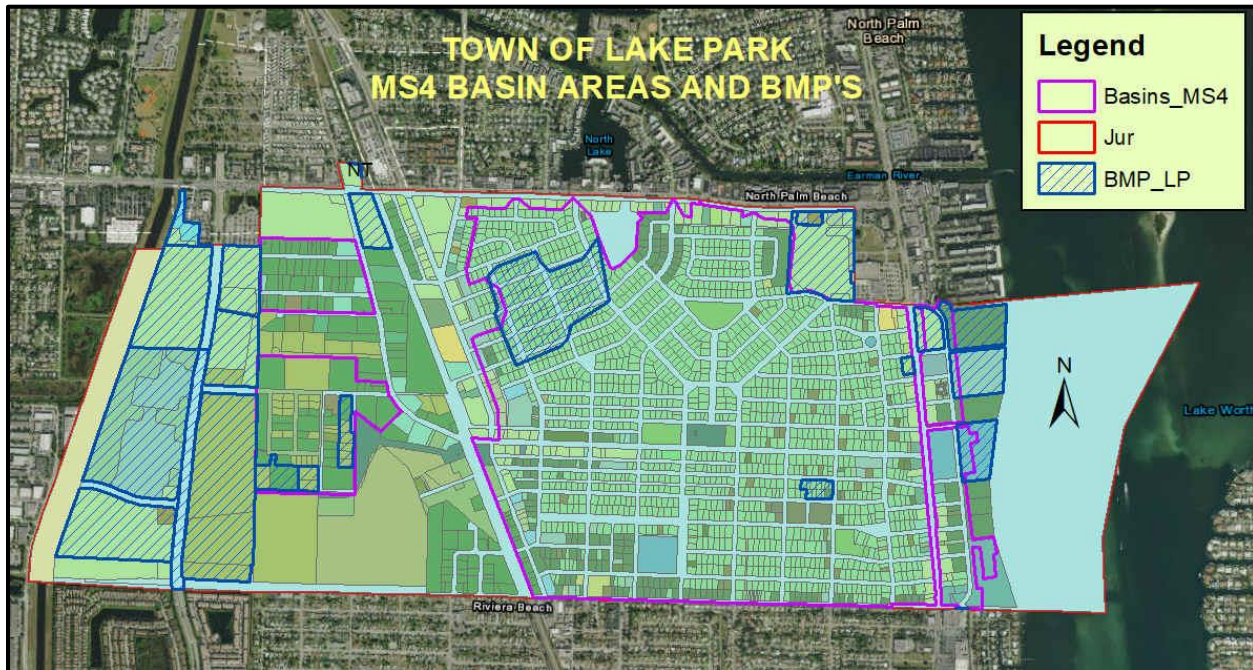 TOWN OF LAKE PARK
MS4 BASIN AREAS AND BMP'S
North Palm
Beach
Legend
Basins_MS4
Jur
BMP_LP
North
Lake
Earman River
NT
North Palm Beach
N
Lake Worth
Riviera Beach